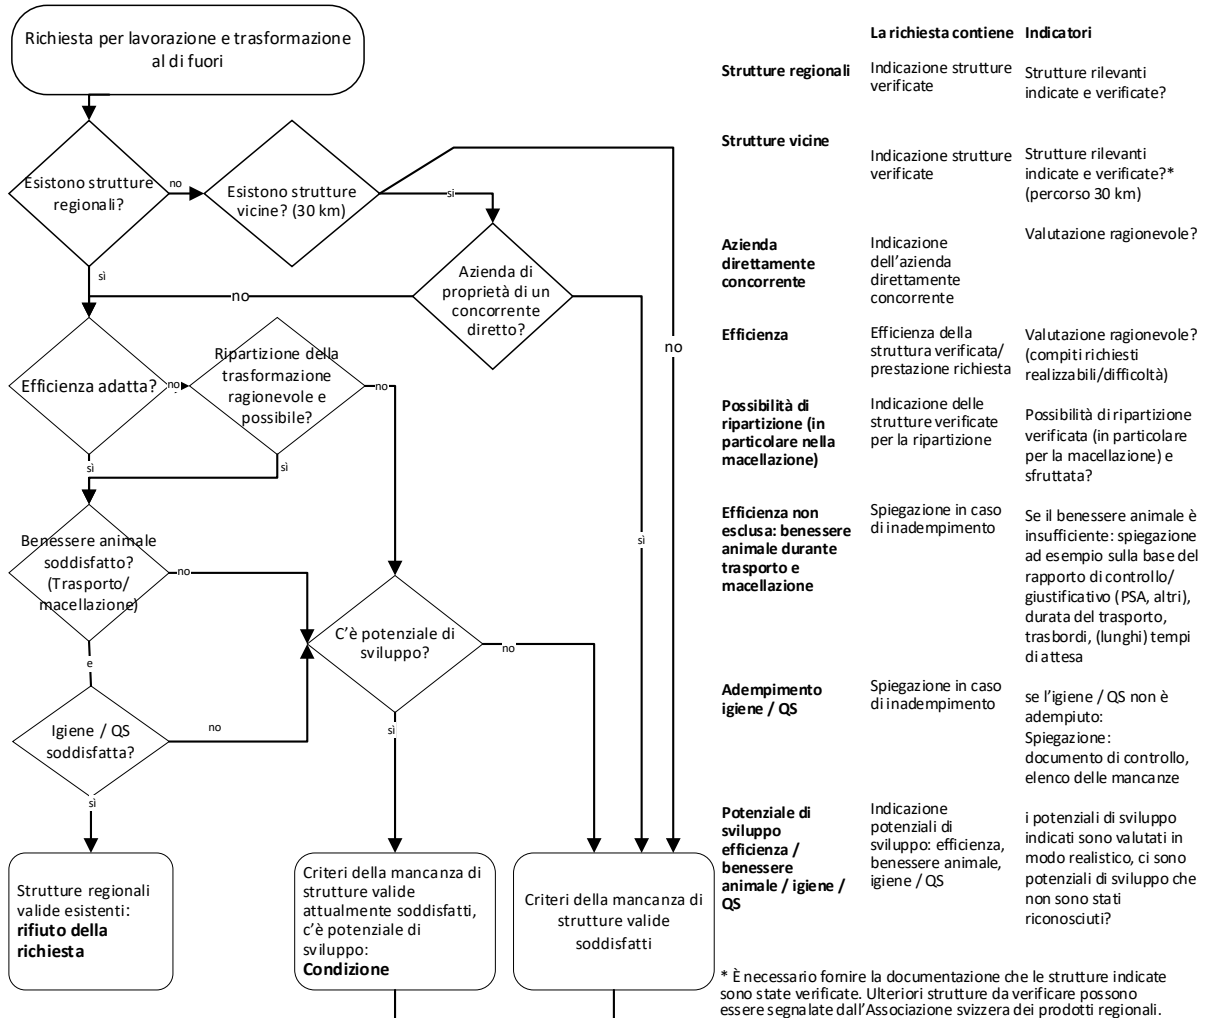 Richiesta per lavorazione e trasformazione
al di fuori
Esistono strutture
regionali?
no
Esistono strutture
vicine? (30 km)
si
no
sì
Azienda di
proprietà di un
concorrente
diretto?
no
sì
Efficienza adatta?
no
Ripartizione della
trasformazione
ragionevole e
possibile?
no
sì
sì
Benessere animale
soddisfatto?
(Trasporto/
macellazione)
no
e
C’è potenziale di
sviluppo?
no
sì
Igiene / QS
soddisfatta?
no
sì
Strutture regionali
valide esistenti:
rifiuto della
richiesta
Criteri della mancanza di
strutture valide
attualmente soddisfatti,
c’è potenziale di
sviluppo:
Condizione
Criteri della mancanza di
strutture valide
soddisfatti
La richiesta contiene
Indicatori
Strutture regionali
Indicazione strutture
verificate
Strutture rilevanti
indicate e verificate?
Strutture vicine
Indicazione strutture
verificate
Strutture rilevanti
indicate e verificate?*
(percorso 30 km)
Azienda
direttamente
concorrente
Indicazione
dell’azienda
direttamente
concorrente
Valutazione ragionevole?
Efficienza
Efficienza della
struttura verificata/
prestazione richiesta
Valutazione ragionevole?
(compiti richiesti
realizzabili/difficoltà)
Possibilità di
ripartizione (in
particolare nella
macellazione)
Indicazione delle
strutture verificate
per la ripartizione
Possibilità di ripartizione
verificata (in particolare
per la macellazione) e
sfruttata?
Efficienza non
esclusa: benessere
animale durante
trasporto e
macellazione
Spiegazione in caso
di inadempimento
Se il benessere animale è
insufficiente: spiegazione
ad esempio sulla base del
rapporto di controllo/
giustificativo (PSA, altri),
durata del trasporto,
trasbordi, (lunghi) tempi
di attesa
Adempimento
igiene / QS
Spiegazione in caso
di inadempimento
se l’igiene / QS non è
adempiuto:
Spiegazione:
documento di controllo,
elenco delle mancanze
Potenziale di
sviluppo
efficienza /
benessere
animale / igiene /
QS
Indicazione
potenziali di
sviluppo: efficienza,
benessere animale,
igiene / QS
i potenziali di sviluppo
indicati sono valutati in
modo realistico, ci sono
potenziali di sviluppo che
non sono stati
riconosciuti?
* È necessario fornire la documentazione che le strutture indicate
sono state verificate. Ulteriori strutture da verificare possono
essere segnalate dall’Associazione svizzera dei prodotti regionali.